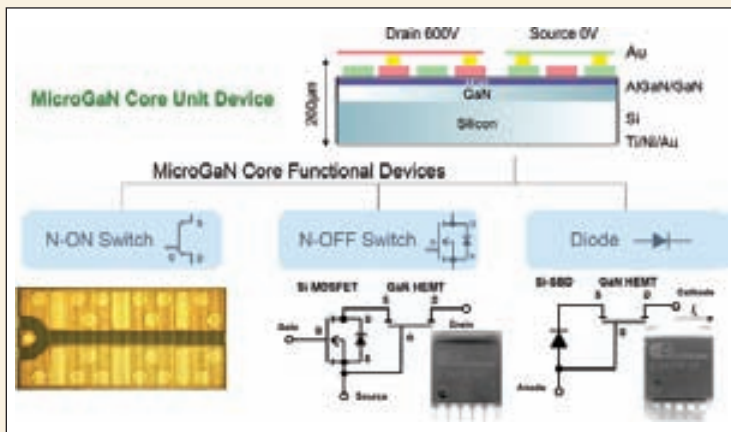 Drain 600V
Source 0V
Au
MicroGaN Core Unit Device
AlGaN/GaN
GaN
200µm
Si
Silicon
Ti/Ni/Au
MicroGaN Core Functional Devices
N-ON Switch
S
G
D
N-OFF Switch
Diode
Si MOSFET
GaN HEMT
Si-SBD
GaN HEMT
S
D
Cathode
S
D
Gate
G
Drain
G
Source
Anode